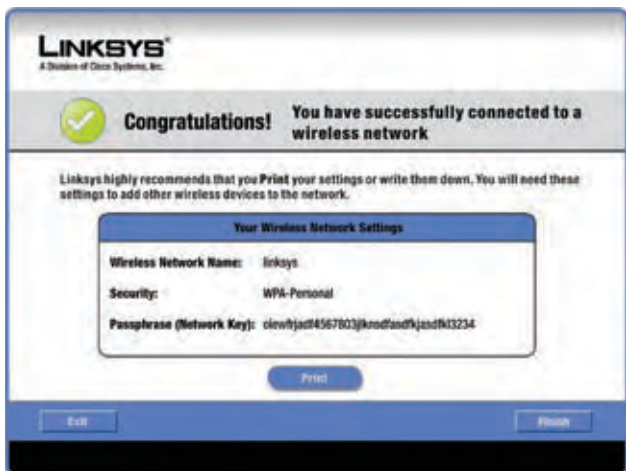 LINKSYS®
A Division of Cisco Systems, Inc.
Congratulations!
You have successfully connected to a
wireless network
Linksys highly recommends that you Print your settings or write them down. You will need these
settings to add other wireless devices to the network.
Your Wireless Network Settings
Wireless Network Name: linksys
Security: WPA-Personal
Passphrase (Network Key):
Print
Exit
Finish